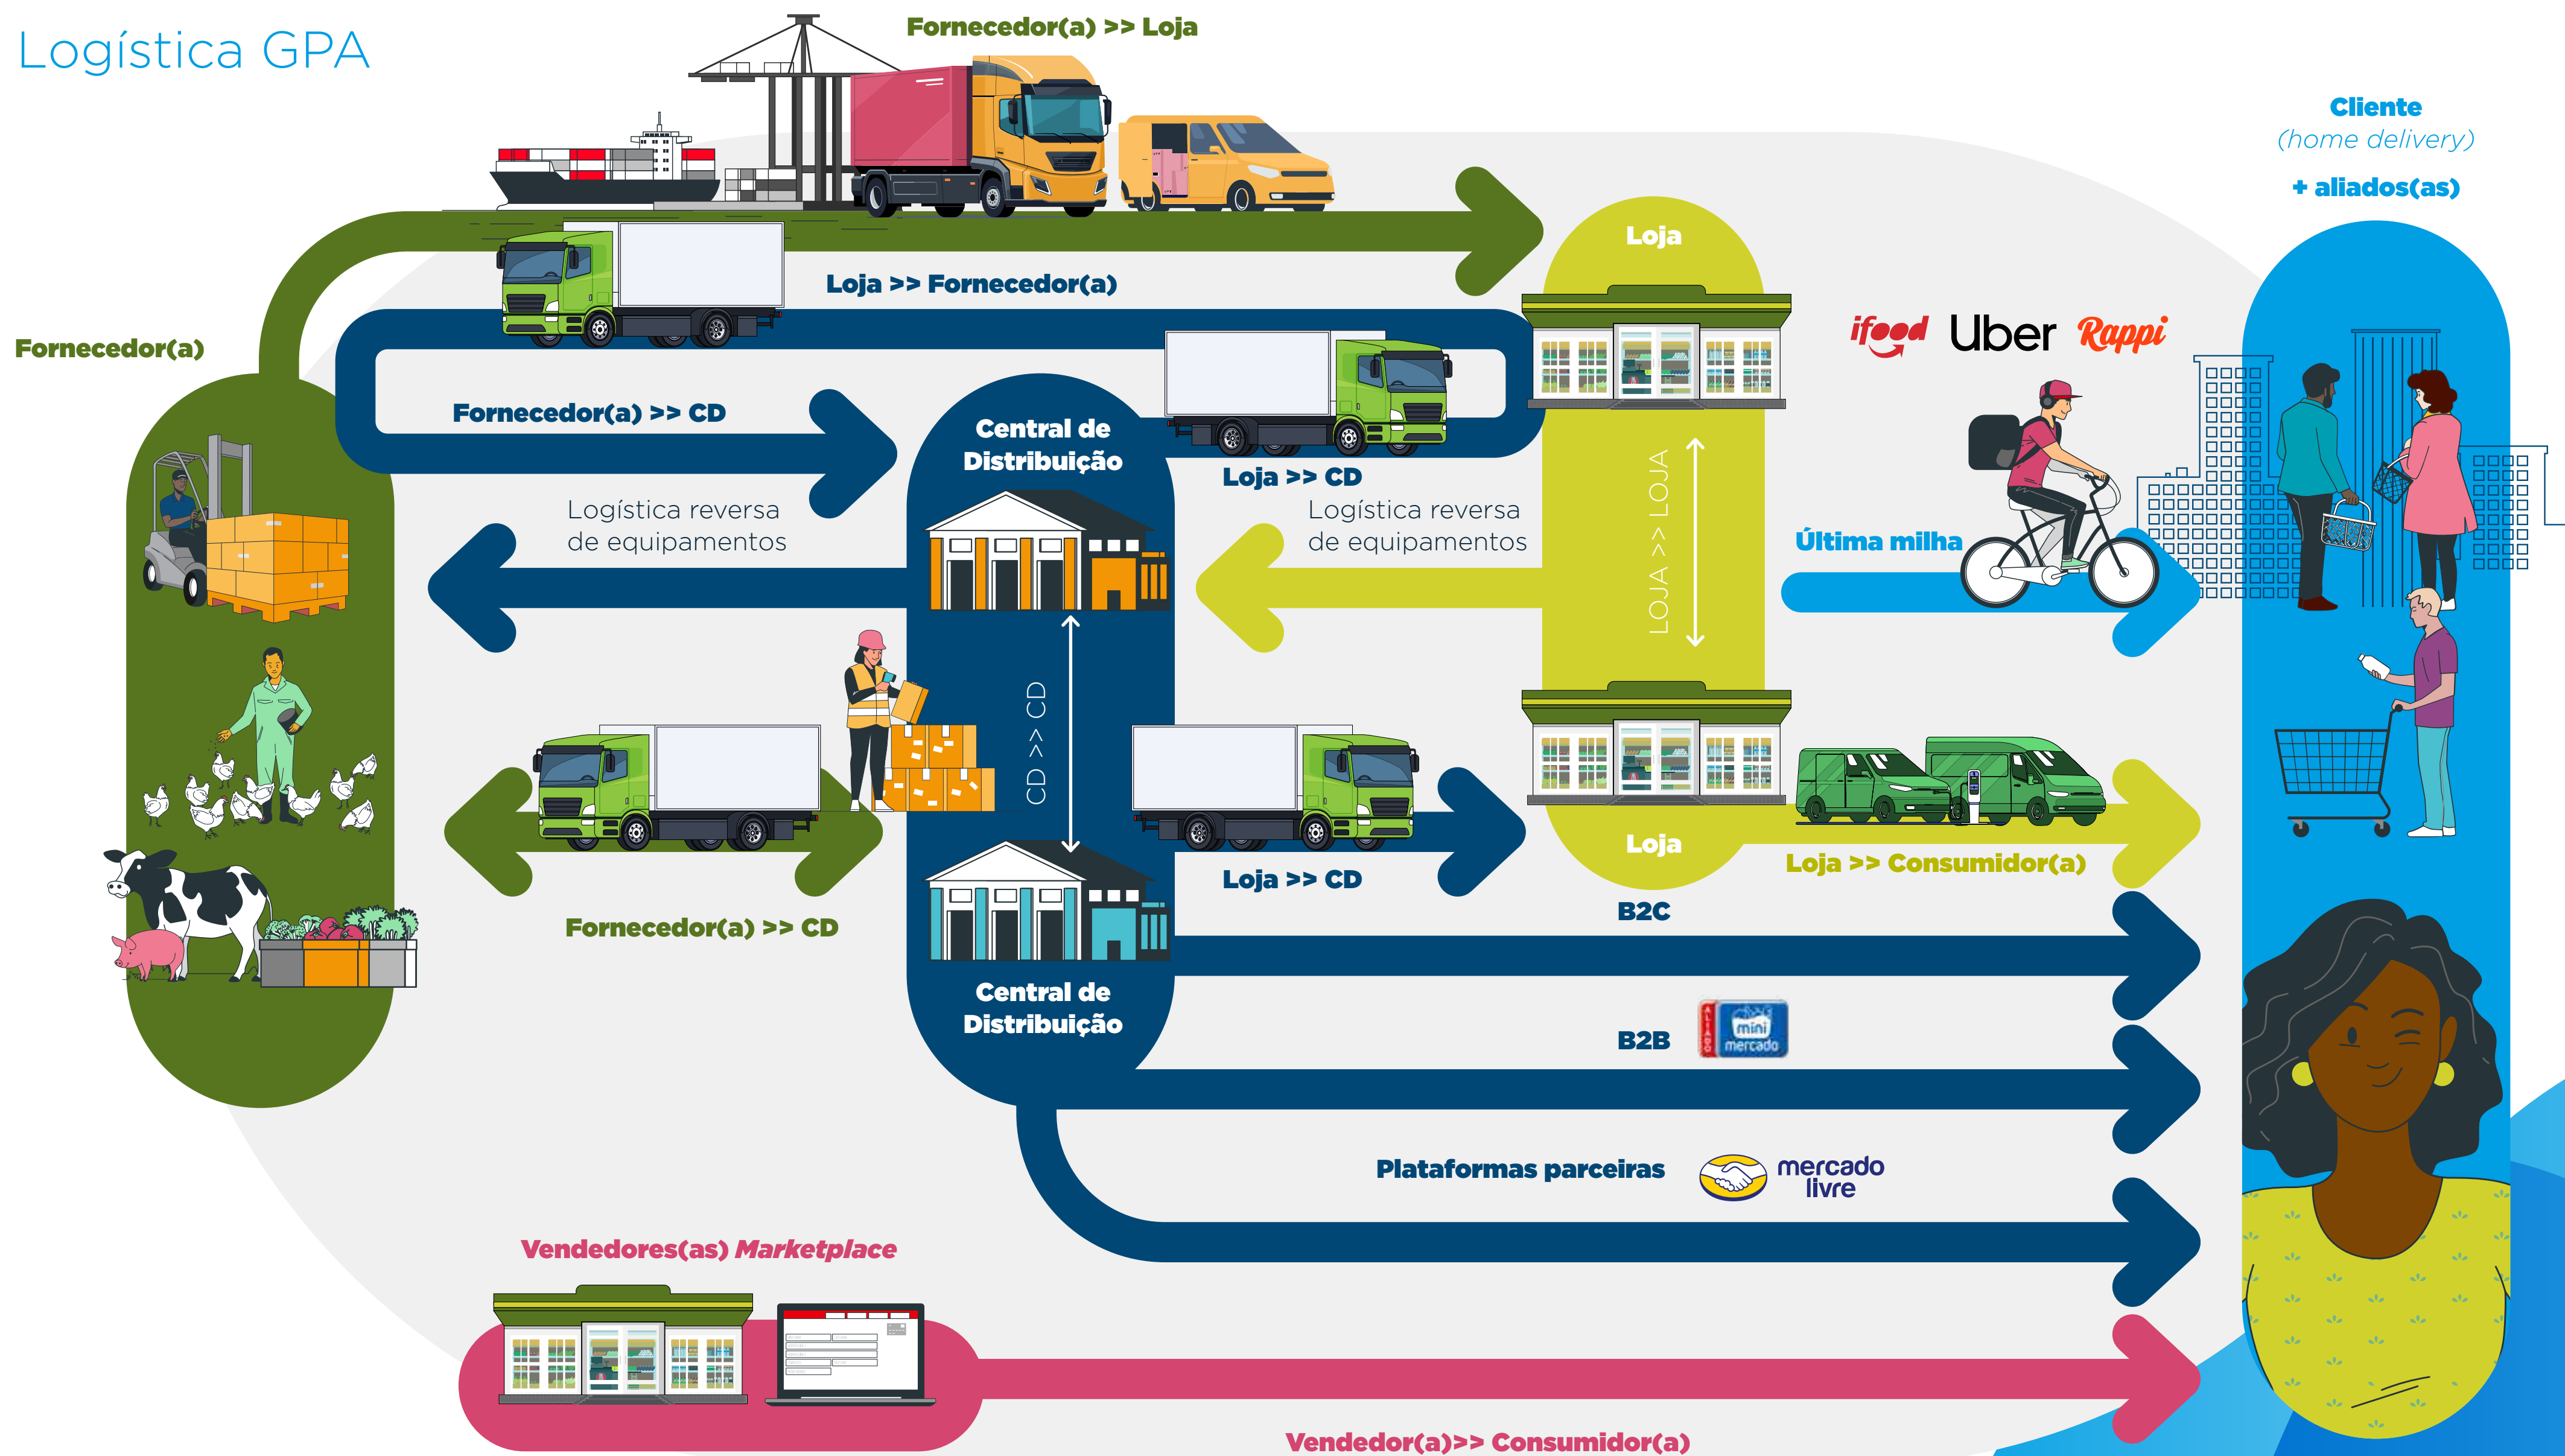 Logística GPA
Fornecedor(a) >> Loja
Cliente
(home delivery)
+ aliados(as)
Loja
Loja >> Fornecedor(a)
ifood Uber Rappi
Fornecedor(a)
Fornecedor(a) >> CD
Central de
Distribuição
Loja >> CD
Logística reversa
de equipamentos
Logística reversa
de equipamentos
LOJA >> LOJA
Última milha
CD >> CD
Loja
Loja >> Consumidor(a)
Loja >> CD
Fornecedor(a) >> CD
B2C
Central de
Distribuição
B2B
ALIADO
mini
mercado
Plataformas parceiras
mercado
livre
Vendedores(as) Marketplace
Vendedor(a)>> Consumidor(a)